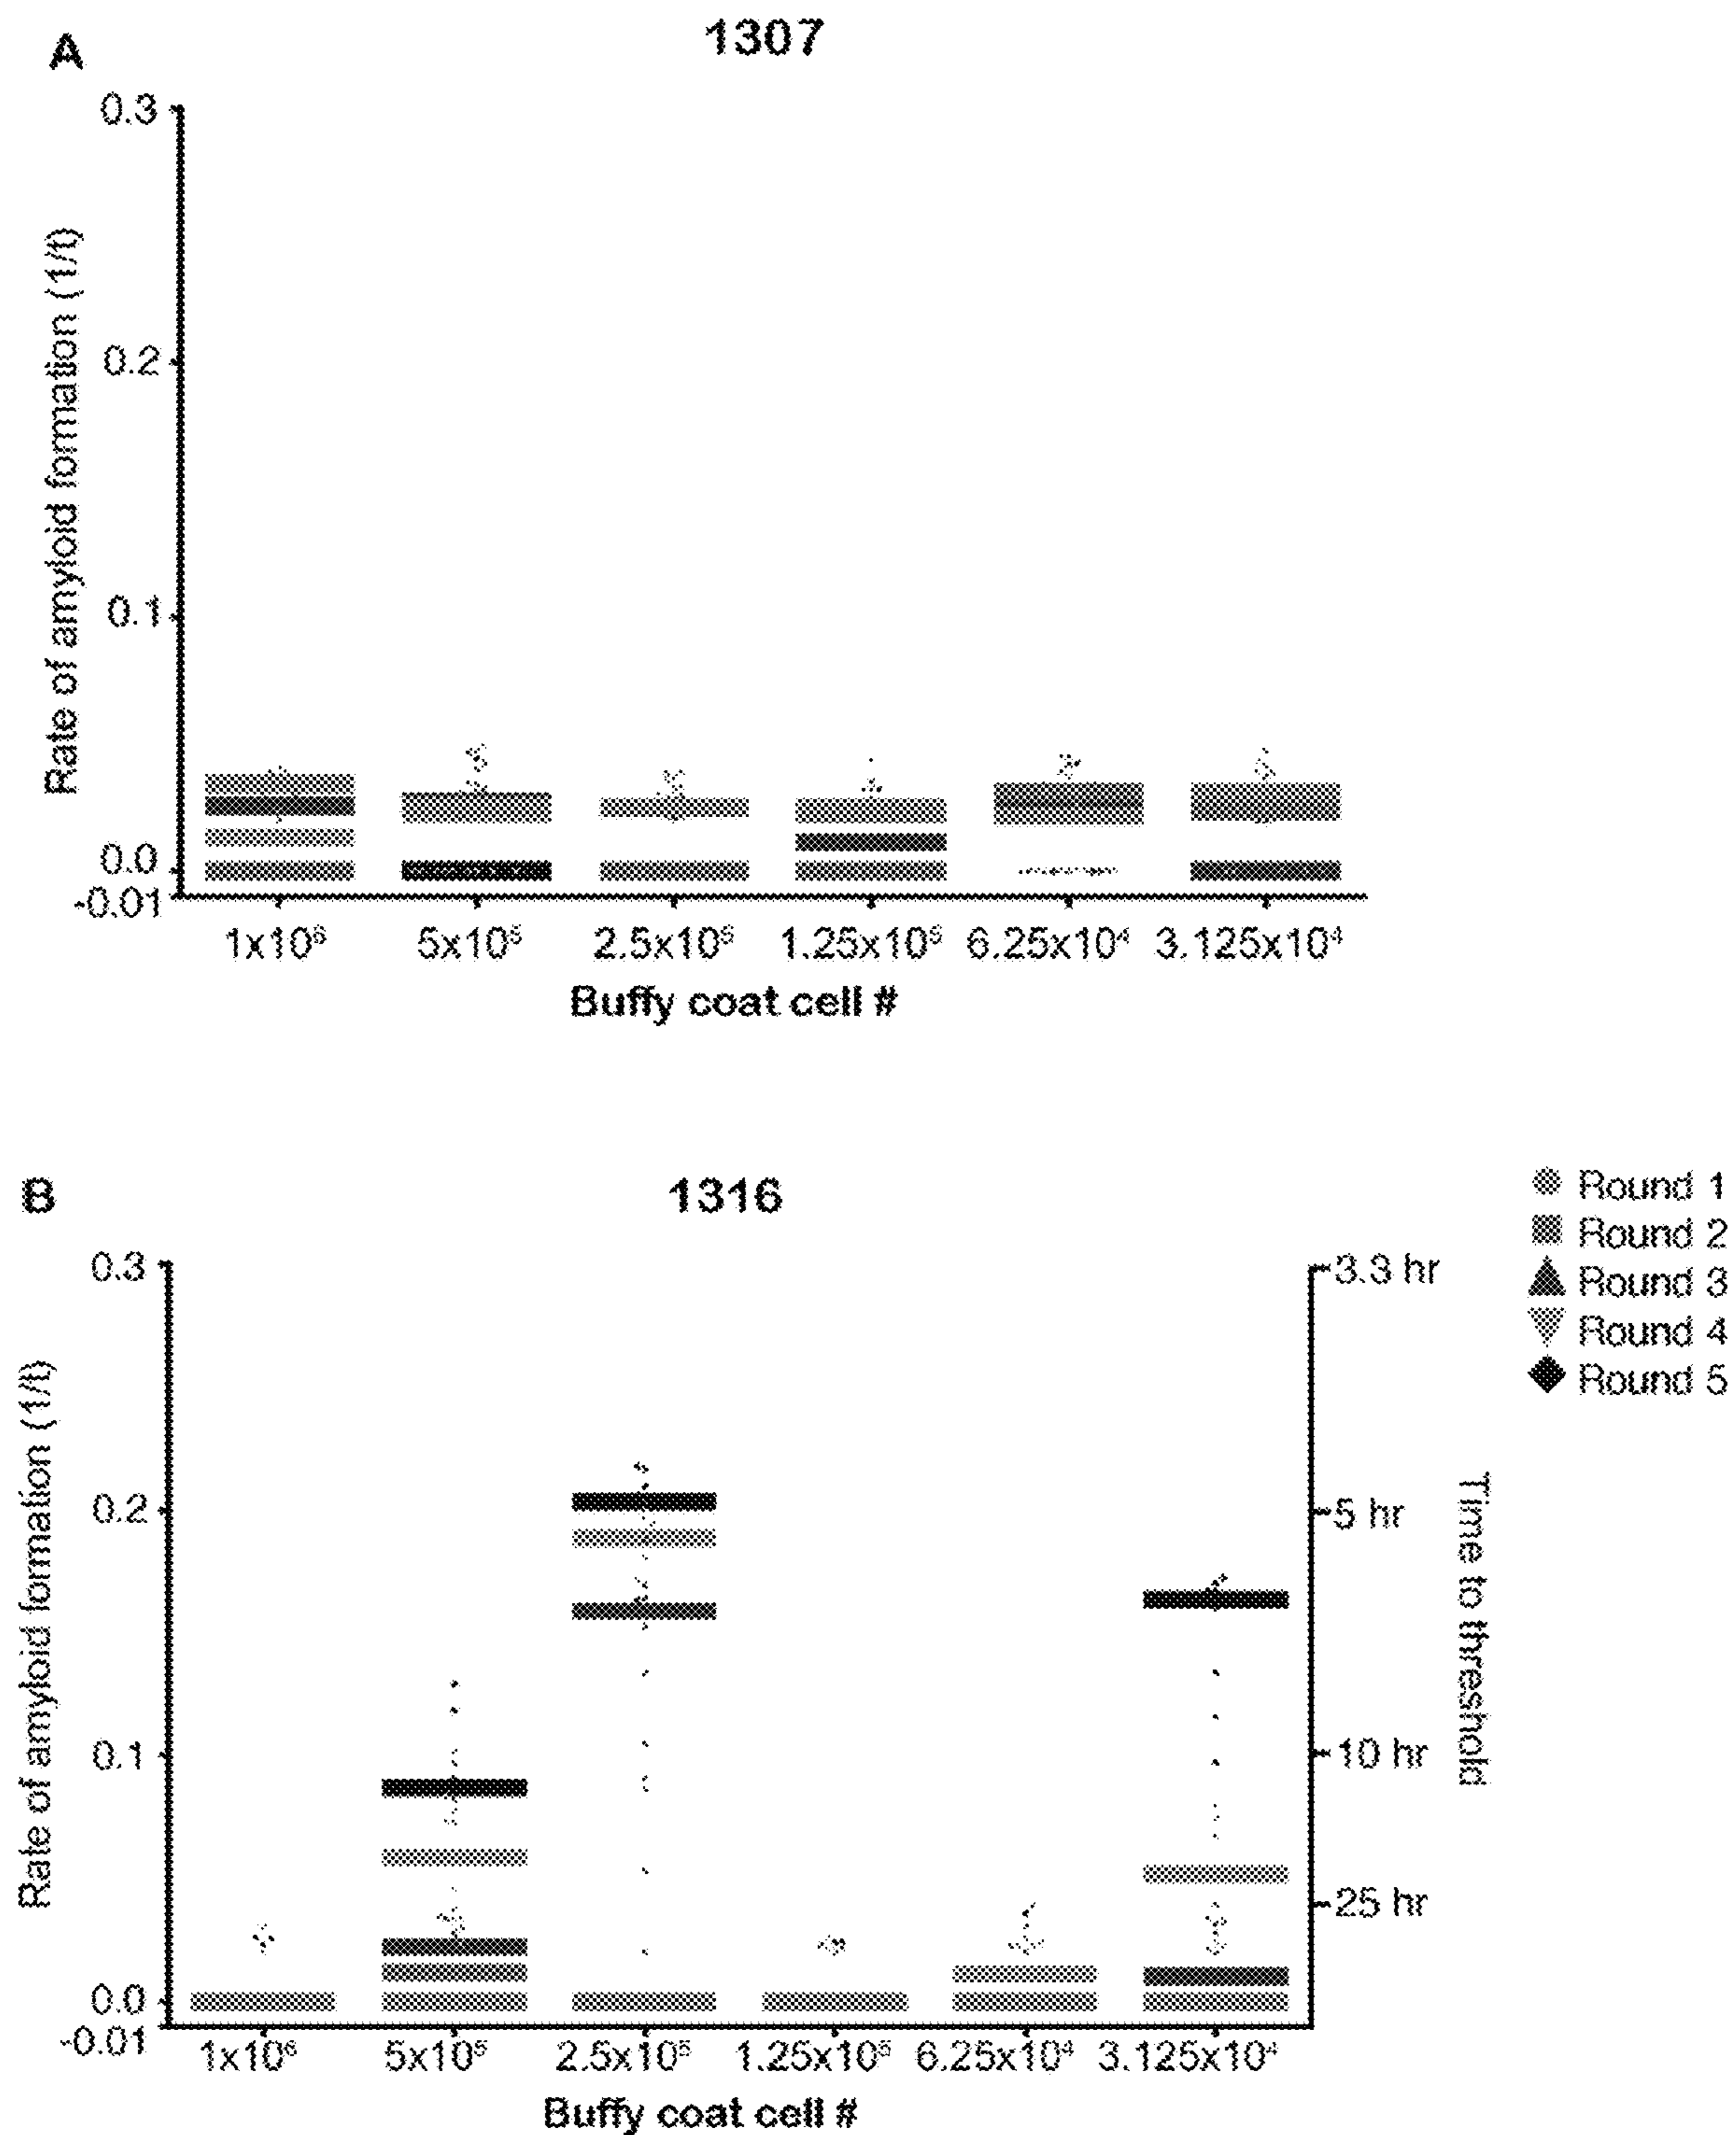 A
1307
0.3
0.2
0.1
0.0
-0.01
Rate of amyloid formation (1/t)
1x10⁶ 5x10⁵ 2.5x10⁵ 1.25x10⁵ 6.25x10⁴ 3.125x10⁴
Buffy coat cell #
B
1316
0.3
0.2
0.1
0.0
-0.01
Rate of amyloid formation (1/t)
3.3 hr
5 hr
10 hr
25 hr
Time to threshold
1x10⁶ 5x10⁵ 2.5x10⁵ 1.25x10⁵ 6.25x10⁴ 3.125x10⁴
Buffy coat cell #
Round 1
Round 2
Round 3
Round 4
Round 5